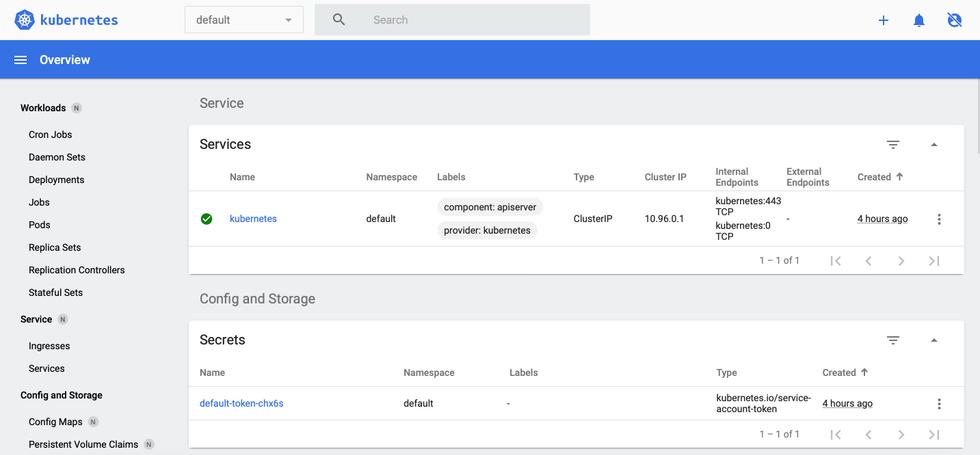 kubernetes
default
Search
Overview
Workloads N
Cron Jobs
Daemon Sets
Deployments
Jobs
Pods
Replica Sets
Replication Controllers
Stateful Sets
Service N
Ingresses
Services
Config and Storage
Config Maps N
Persistent Volume Claims N
Service
Services
Name Namespace Labels Type Cluster IP Internal Endpoints External Endpoints Created
kubernetes default component: apiserver ClusterIP 10.96.0.1 kubernetes:443 TCP - 4 hours ago
provider: kubernetes kubernetes:0 TCP
1 – 1 of 1
Config and Storage
Secrets
Name Namespace Labels Type Created
default-token-chx6s default - kubernetes.io/service-account-token 4 hours ago
1 – 1 of 1